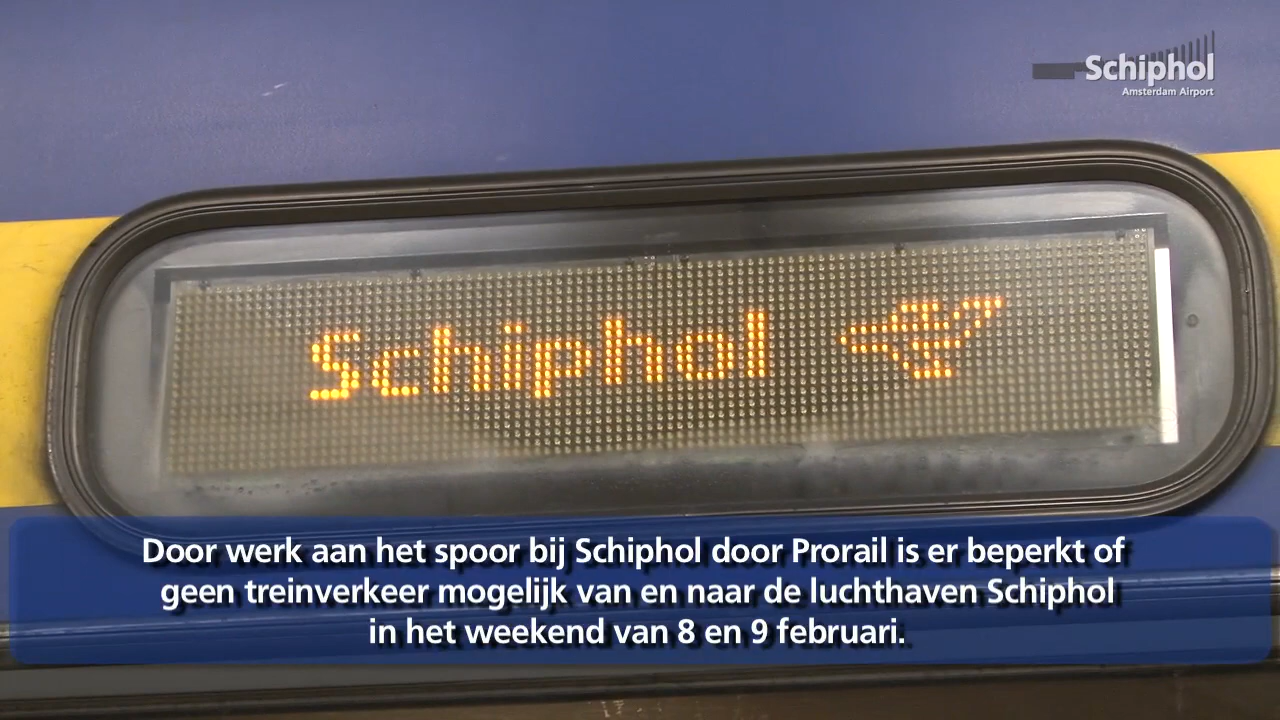 Schiphol
Amsterdam Airport
Schiphol
Door werk aan het spoor bij Schiphol door Prorail is er beperkt of
geen treinverkeer mogelijk van en naar de luchthaven Schiphol
in het weekend van 8 en 9 februari.